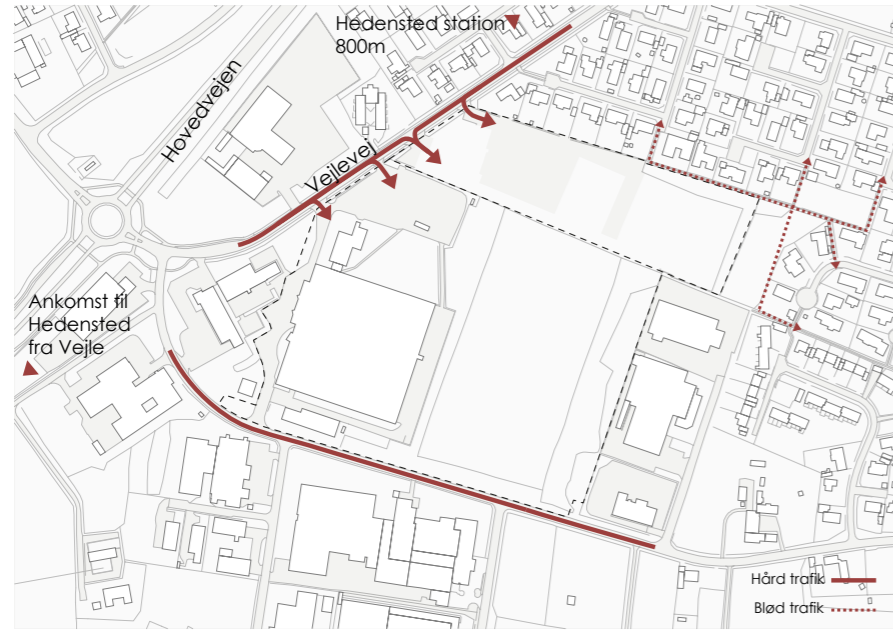 Hedensted station
800m
Hovedvejen
Vejlevej
Ankomst til
Hedensted
fra Vejle
Hård trafik
Blød trafik